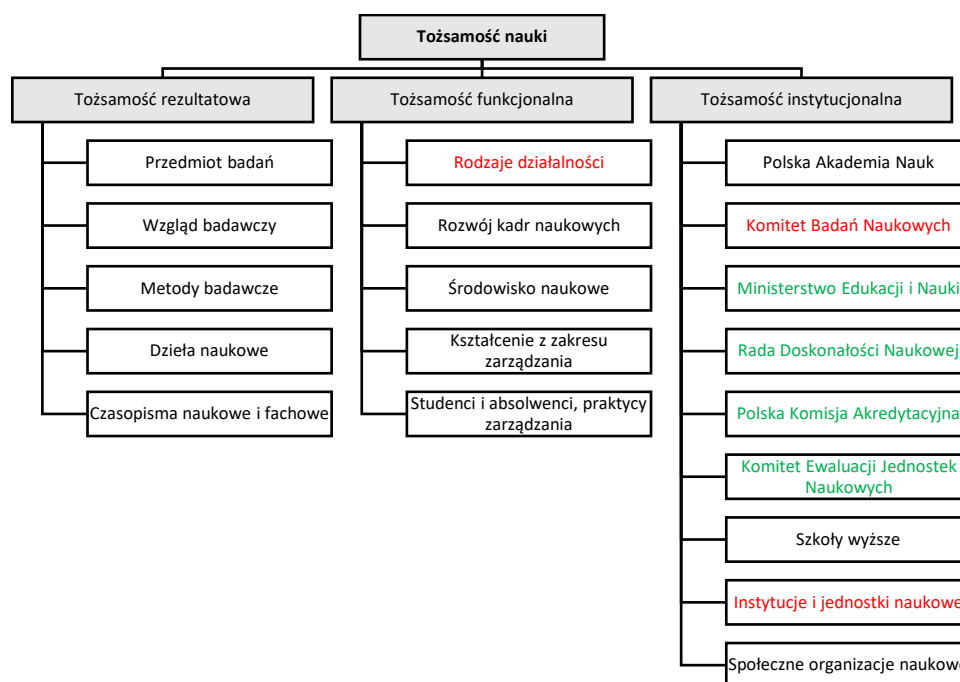 Tożsamość nauki
Tożsamość rezultatowa
Przedmiot badań
Wzgląd badawczy
Metody badawcze
Dzieła naukowe
Czasopisma naukowe i fachowe
Tożsamość funkcjonalna
Rodzaje działalności
Rozwój kadr naukowych
Środowisko naukowe
Kształcenie z zakresu
zarządzania
Studenci i absolwenci, praktycy
zarządzania
Tożsamość instytucjonalna
Polska Akademia Nauk
Komitet Badań Naukowych
Ministerstwo Edukacji i Nauki
Rada Doskonałości Naukowej
Polska Komisja Akredytacyjna
Komitet Ewaluacji Jednostek
Naukowych
Szkoły wyższe
Instytucje i jednostki naukowe
Społeczne organizacje naukowe